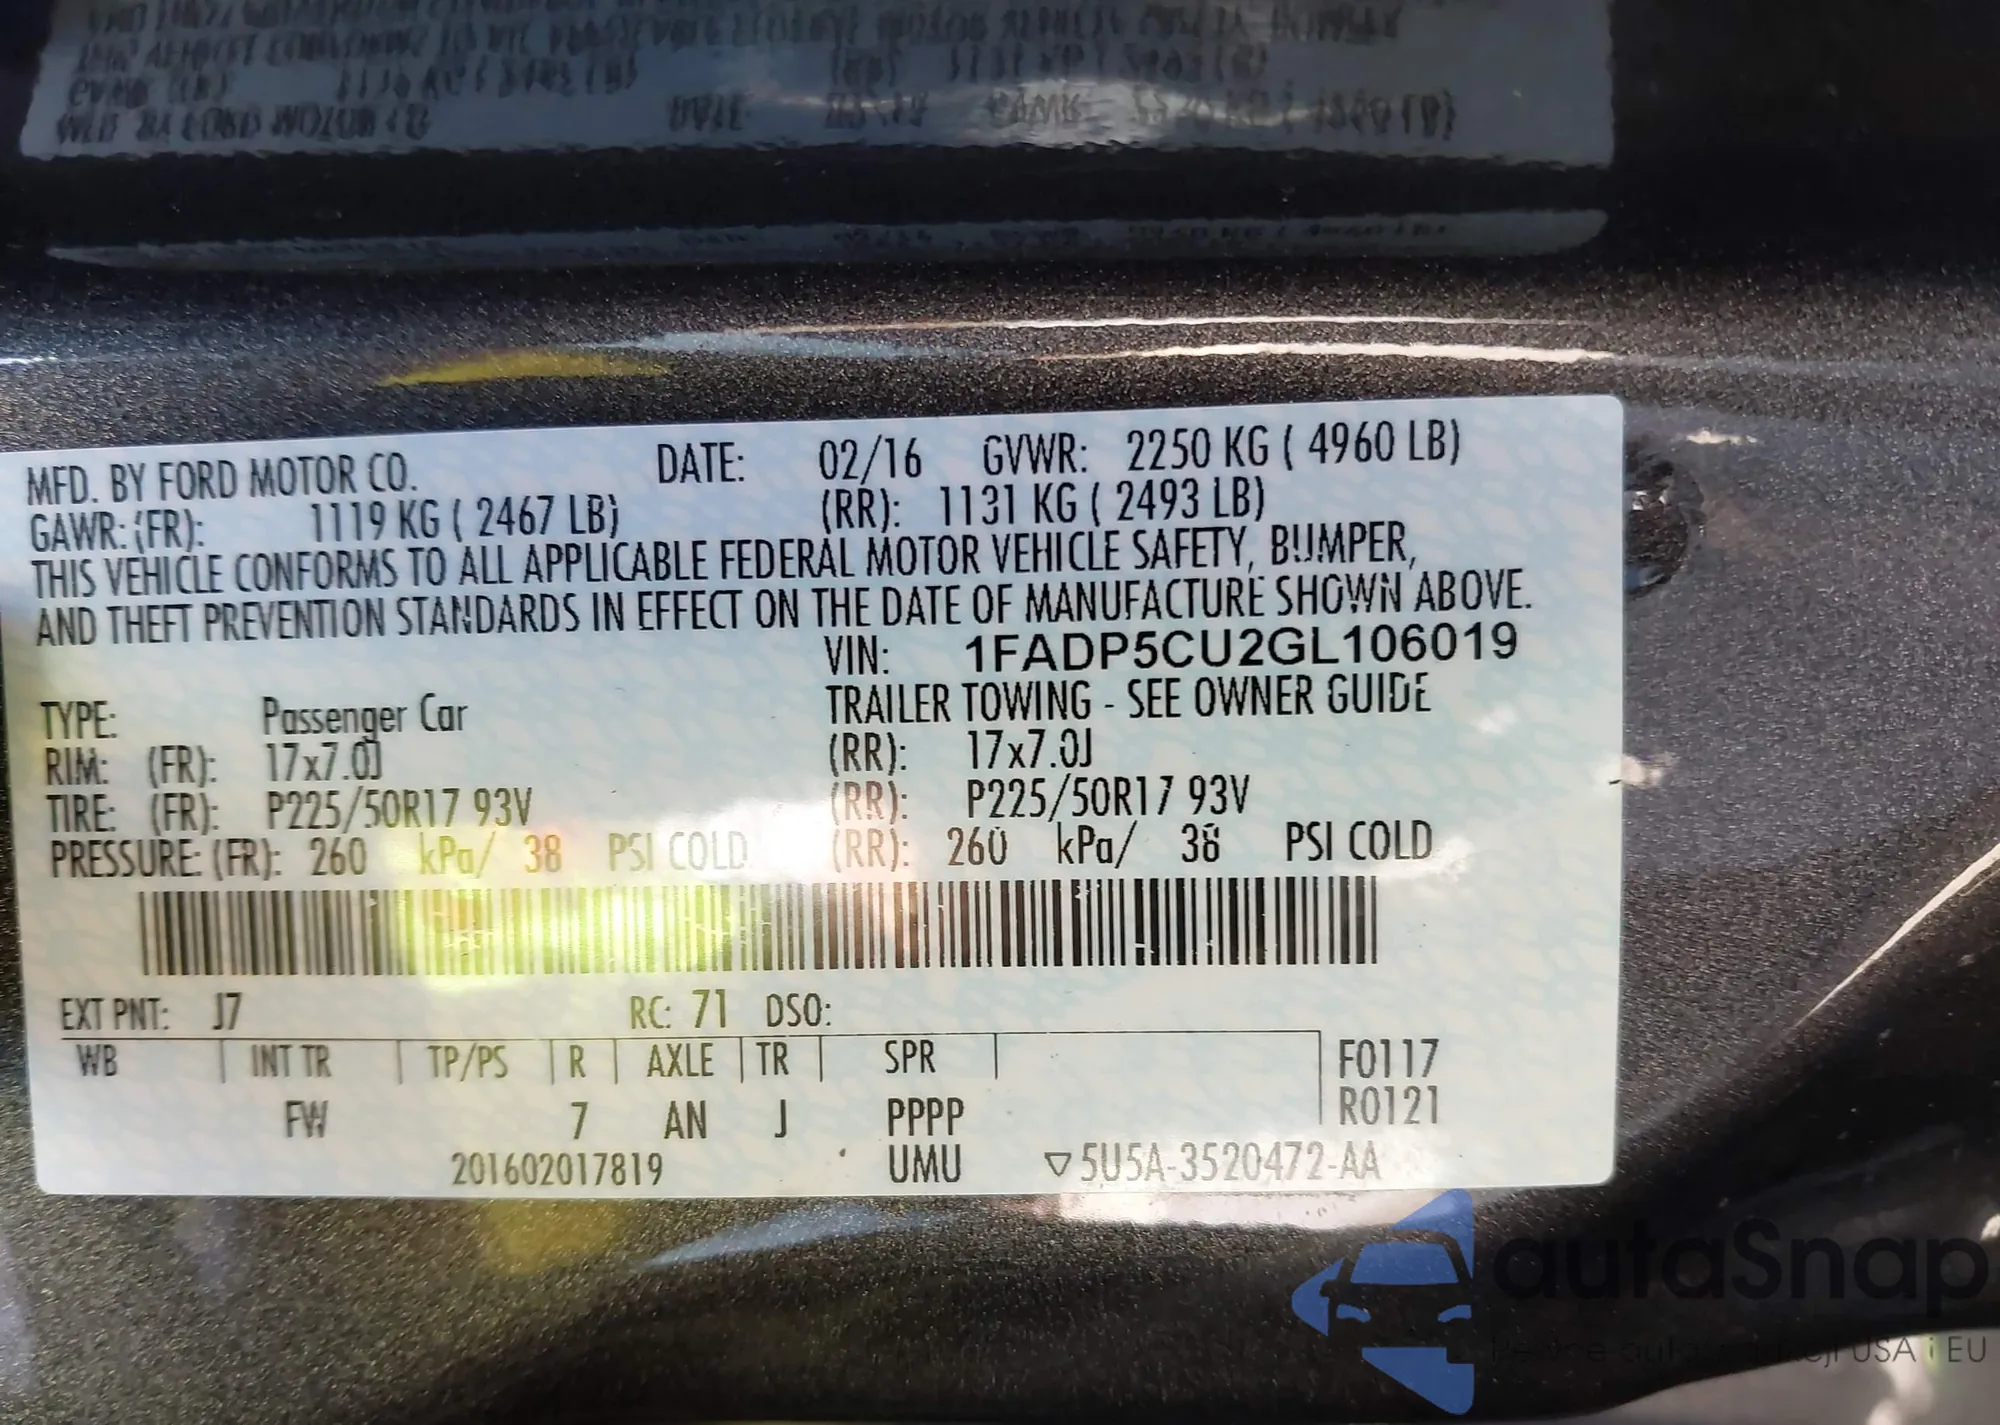 MFD. BY FORD MOTOR CO. DATE: 02/16 GVWR: 2250 KG ( 4960 LB)
GAWR: (FR): 1119 KG ( 2467 LB) (RR): 1131 KG ( 2493 LB)
THIS VEHICLE CONFORMS TO ALL APPLICABLE FEDERAL MOTOR VEHICLE SAFETY, BUMPER,
AND THEFT PREVENTION STANDARDS IN EFFECT ON THE DATE OF MANUFACTURE SHOWN ABOVE.
VIN: 1FADP5CU2GL106019
TYPE: Passenger Car TRAILER TOWING - SEE OWNER GUIDE
RIM: (FR): 17x7.0J (RR): 17x7.0J
TIRE: (FR): P225/50R17 93V (RR): P225/50R17 93V
PRESSURE: (FR): 260 kPa/ 38 PSI COLD (RR): 260 kPa/ 38 PSI COLD
EXT PNT: J7 RC: 71 DSO:
WB INT TR TP/PS R AXLE TR SPR F0117
R0121
FW 7 AN J PPPP
201602017819 UMU ▽5U5A-3520472-AA
autaSnap
USA i EU